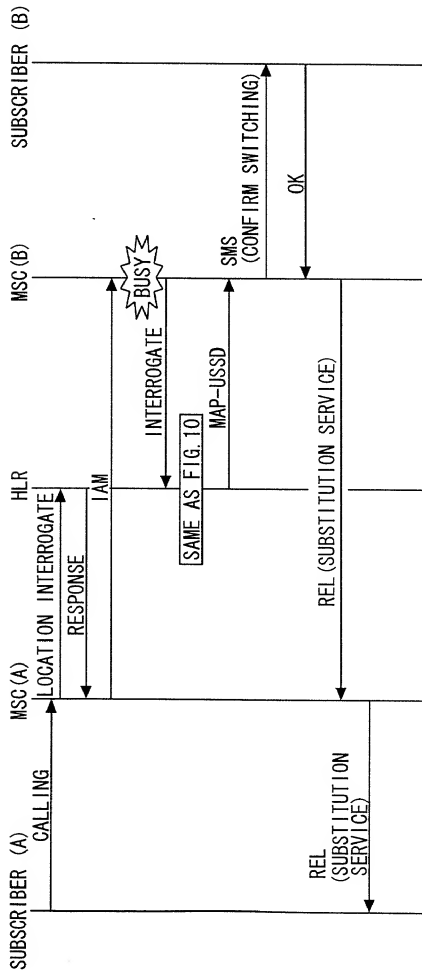 SUBSCRIBER (A)
MSC(A)
HLR
MSC(B)
SUBSCRIBER (B)
CALLING
LOCATION INTERROGATE
RESPONSE
IAM
BUSY
INTERROGATE
SAME AS FIG. 10
MAP-USSD
SMS
(CONFIRM SWITCHING)
OK
REL (SUBSTITUTION SERVICE)
REL
(SUBSTITUTION
SERVICE)